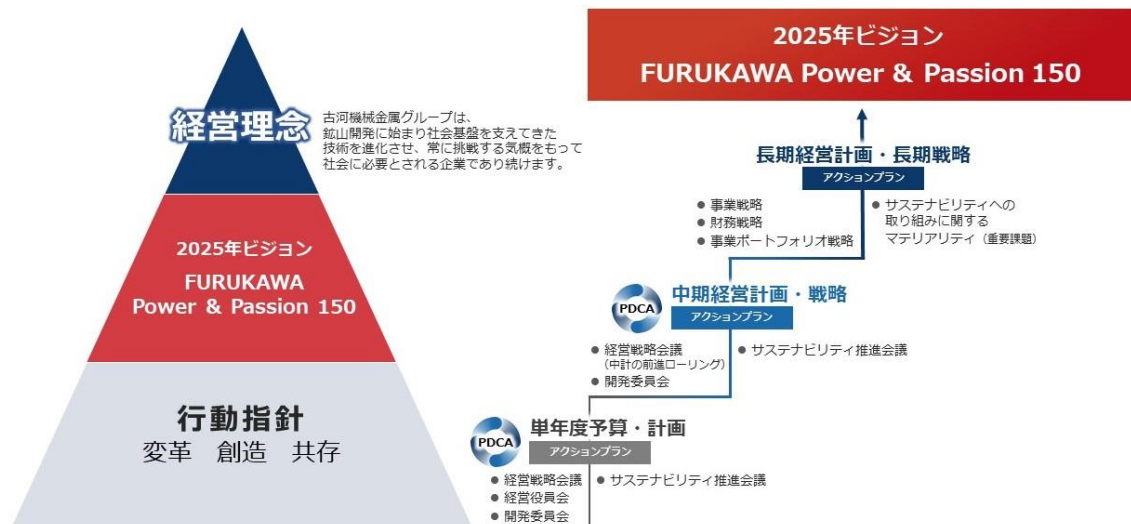 経営理念
古河機械金属グループは、
鉱山開発に始まり社会基盤を支えてきた
技術を進化させ、常に挑戦する気概をもって
社会に必要とされる企業であり続けます。
2025年ビジョン
FURUKAWA
Power & Passion 150
行動指針
変革 創造 共存
2025年ビジョン
FURUKAWA Power & Passion 150
長期経営計画・長期戦略
アクションプラン
● 事業戦略
● 財務戦略
● 事業ポートフォリオ戦略
● サステナビリティへの
取り組みに関する
マテリアリティ（重要課題）
PDCA
中期経営計画・戦略
アクションプラン
● 経営戦略会議
（中計の前進ローリング）
● 開発委員会
● サステナビリティ推進会議
PDCA
単年度予算・計画
アクションプラン
● 経営戦略会議
● 経営役員会
● 開発委員会
● サステナビリティ推進会議